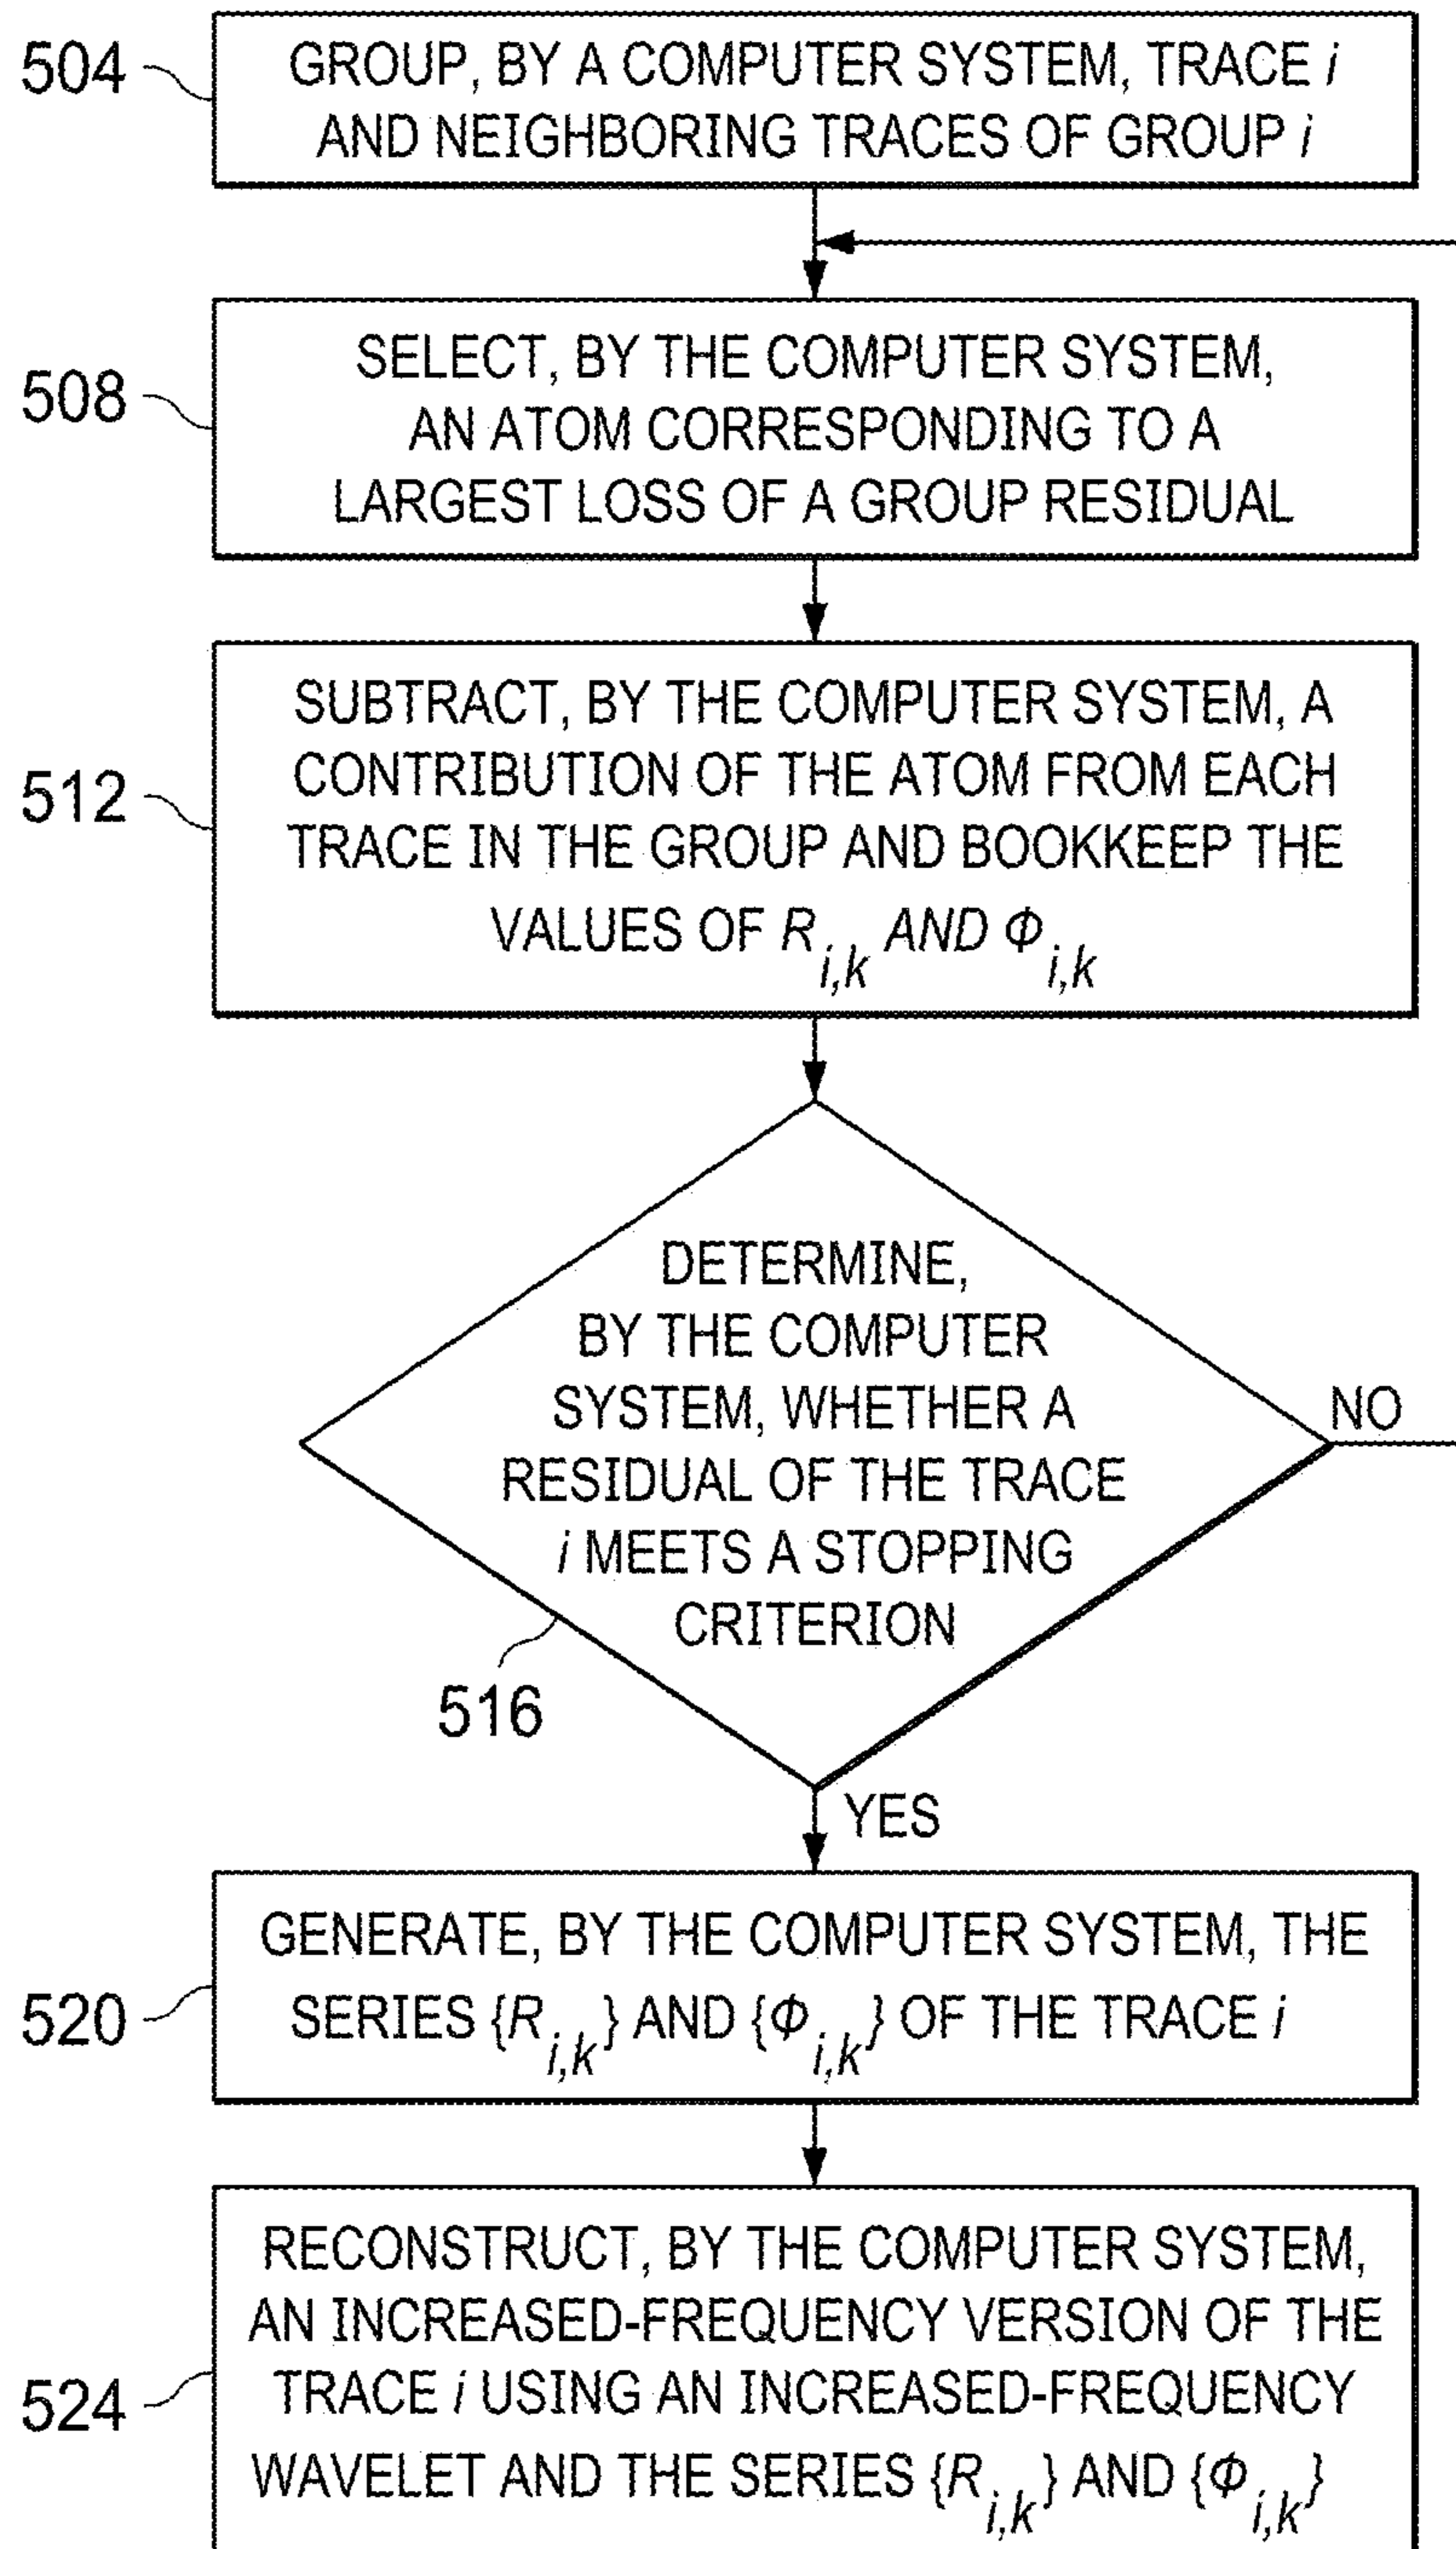 504
GROUP, BY A COMPUTER SYSTEM, TRACE i
AND NEIGHBORING TRACES OF GROUP i
508
SELECT, BY THE COMPUTER SYSTEM,
AN ATOM CORRESPONDING TO A
LARGEST LOSS OF A GROUP RESIDUAL
512
SUBTRACT, BY THE COMPUTER SYSTEM, A
CONTRIBUTION OF THE ATOM FROM EACH
TRACE IN THE GROUP AND BOOKKEEP THE
VALUES OF R i,k AND Φ i,k
DETERMINE,
BY THE COMPUTER
SYSTEM, WHETHER A
RESIDUAL OF THE TRACE
i MEETS A STOPPING
CRITERION
NO
516
YES
520
GENERATE, BY THE COMPUTER SYSTEM, THE
SERIES {R i,k} AND {Φ i,k} OF THE TRACE i
524
RECONSTRUCT, BY THE COMPUTER SYSTEM,
AN INCREASED-FREQUENCY VERSION OF THE
TRACE i USING AN INCREASED-FREQUENCY
WAVELET AND THE SERIES {R i,k} AND {Φ i,k}